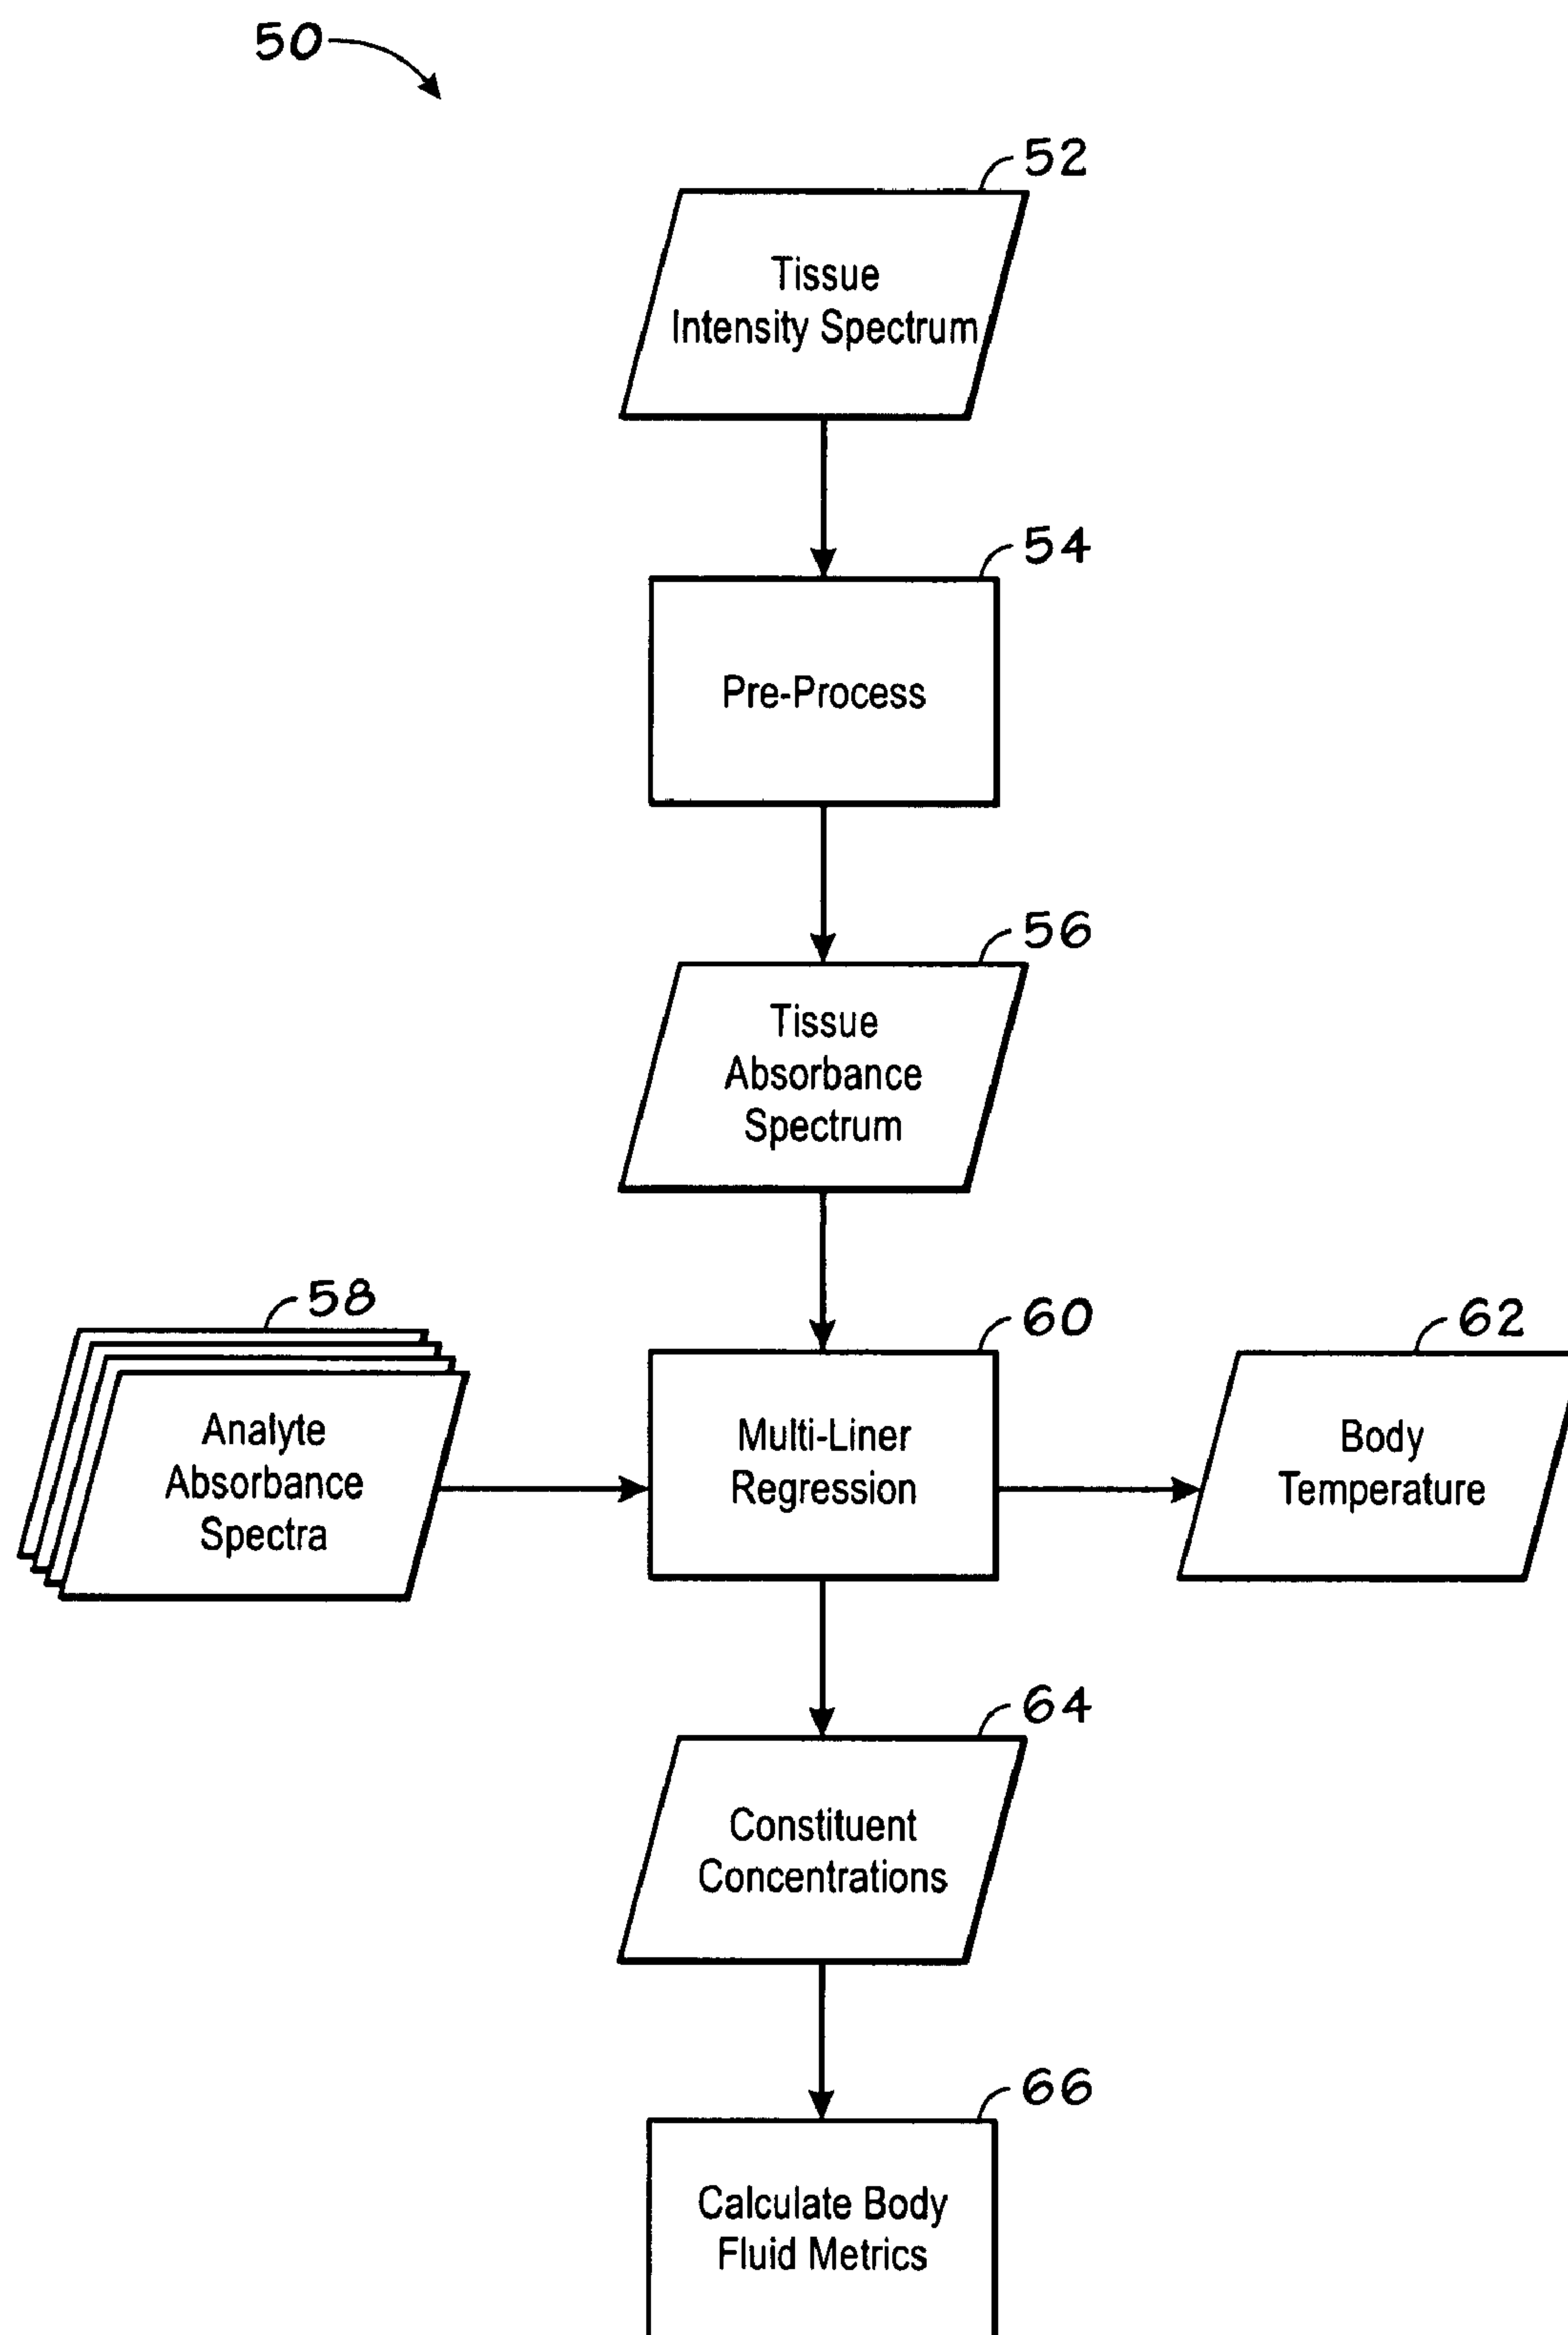 50
52
Tissue
Intensity Spectrum
54
Pre-Process
56
Tissue
Absorbance
Spectrum
58
Analyte
Absorbance
Spectra
60
Multi-Liner
Regression
62
Body
Temperature
64
Constituent
Concentrations
66
Calculate Body
Fluid Metrics